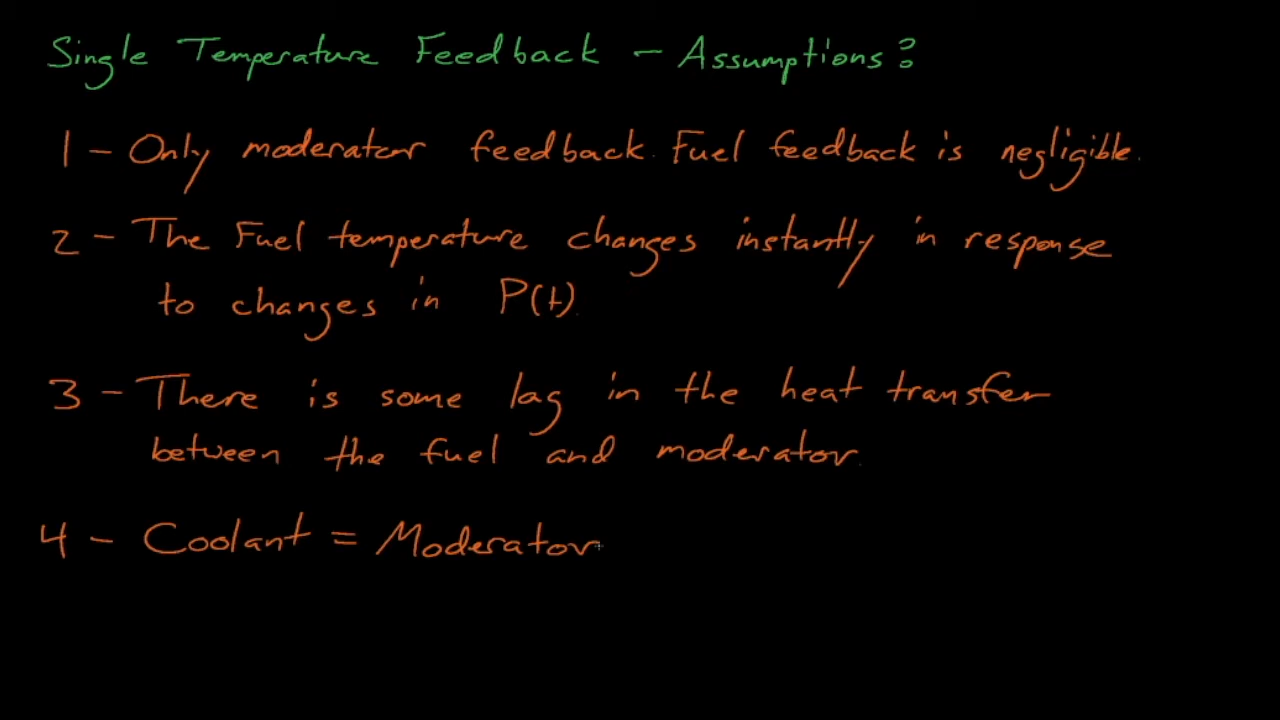 Single Temperature Feedback - Assumptions?
1 - Only moderator feedback. Fuel feedback is negligible.
2 - The Fuel temperature changes instantly in response
to changes in P(t).
3 - There is some lag in the heat transfer
between the fuel and moderator.
4 - Coolant = Moderator